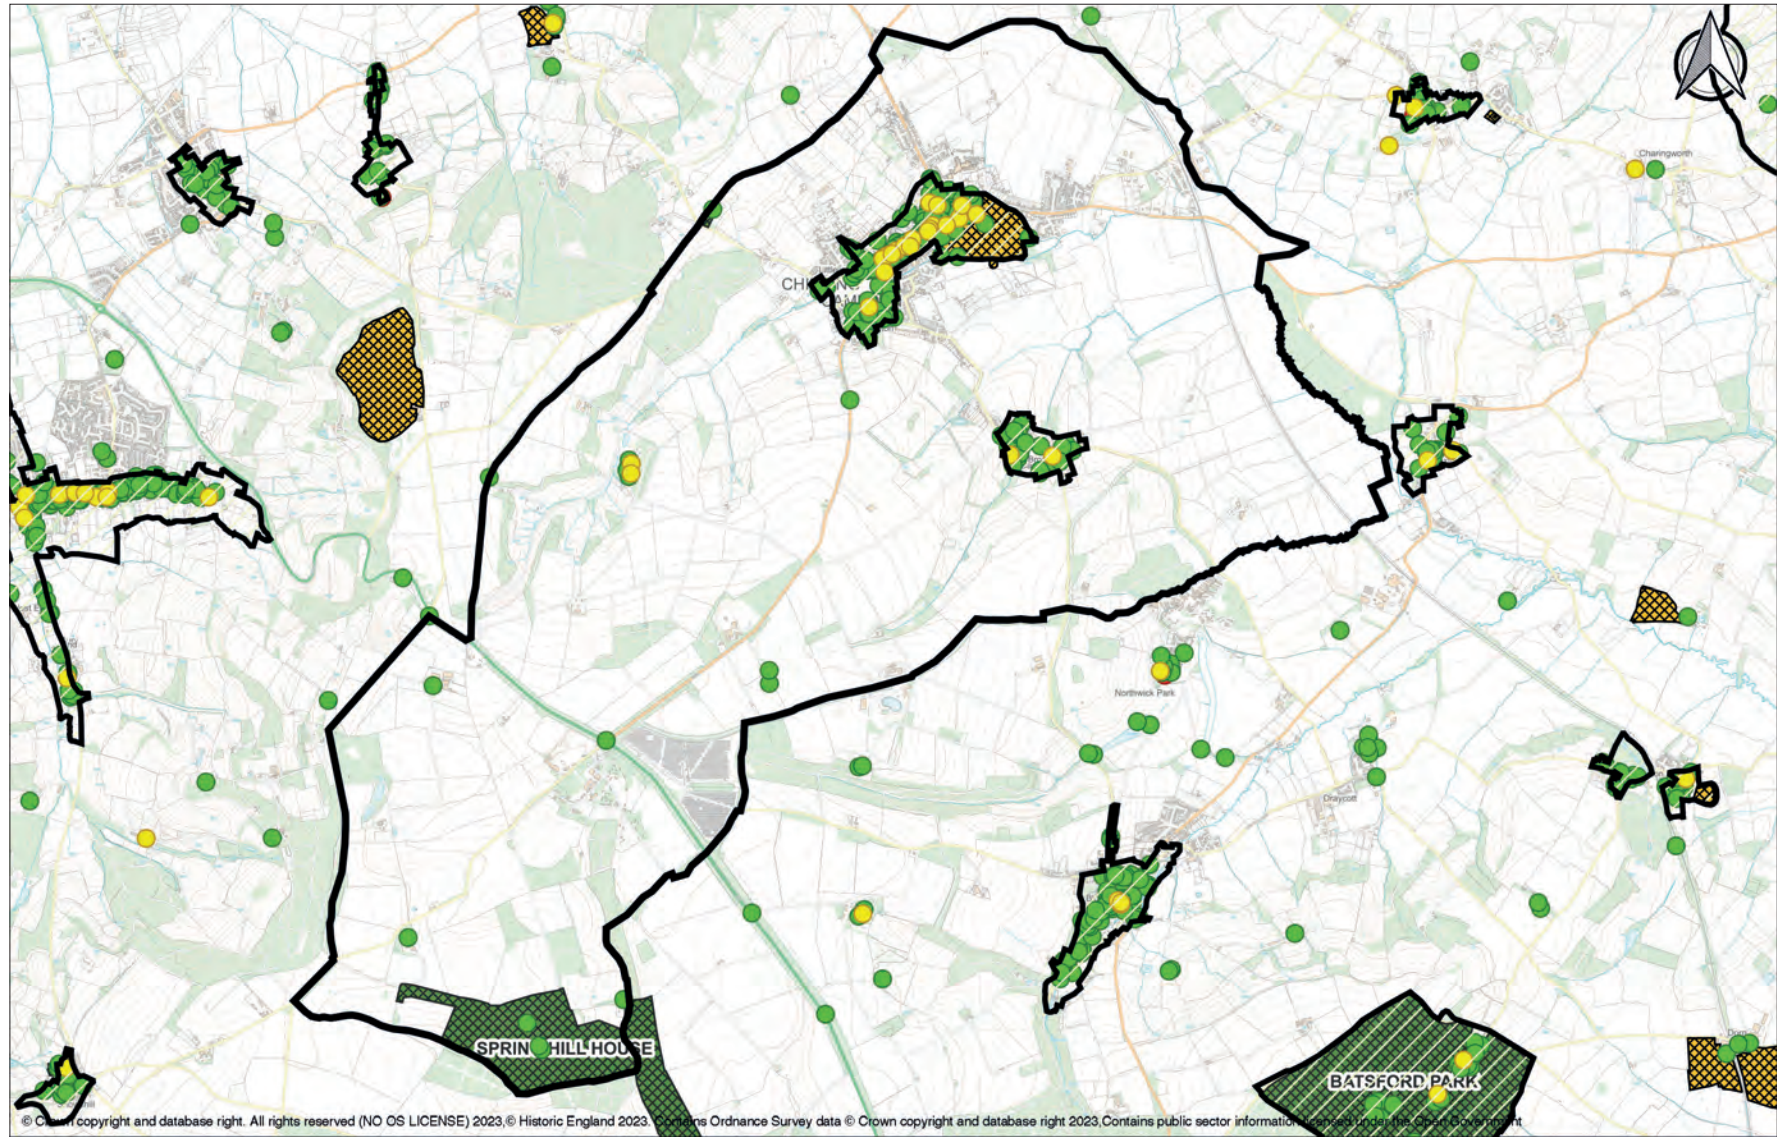 Charingworth
Northwick Park
Draycott
Dorn
SPRIN HILL HOUSE
BATSFORD PARK
© Crown copyright and database right. All rights reserved (NO OS LICENSE) 2023,© Historic England 2023. Contains Ordnance Survey data © Crown copyright and database right 2023,Contains public sector information licensed under the Open Government